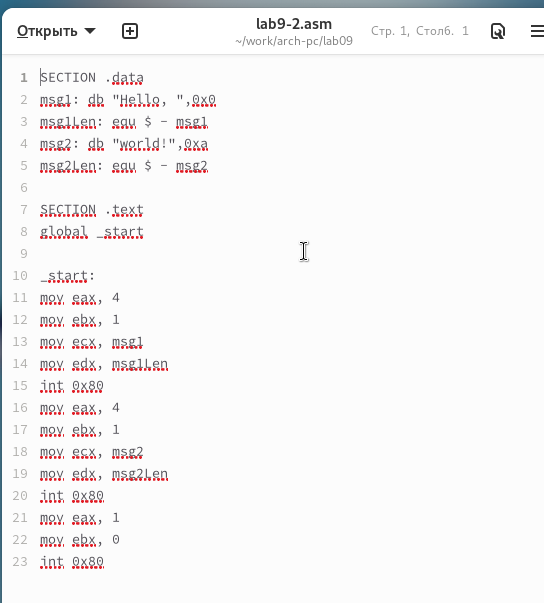 Открыть
lab9-2.asm
~/work/arch-pc/lab09
Стр. 1, Столб. 1
1 SECTION .data
2 msg1: db "Hello, ",0x0
3 msg1Len: equ $ - msg1
4 msg2: db "world!",0xa
5 msg2Len: equ $ - msg2
6
7 SECTION .text
8 global _start
9
10 _start:
11 mov eax, 4
12 mov ebx, 1
13 mov ecx, msg1
14 mov edx, msg1Len
15 int 0x80
16 mov eax, 4
17 mov ebx, 1
18 mov ecx, msg2
19 mov edx, msg2Len
20 int 0x80
21 mov eax, 1
22 mov ebx, 0
23 int 0x80